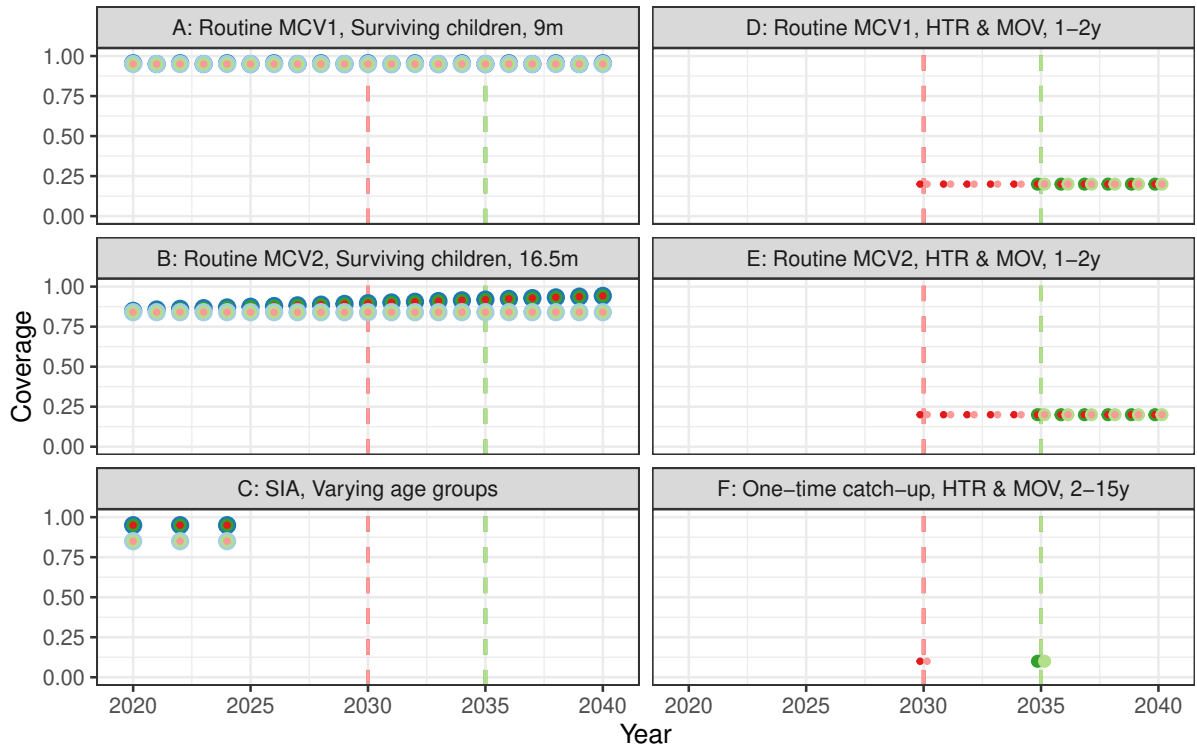 A: Routine MCV1, Surviving children, 9m
D: Routine MCV1, HTR & MOV, 1−2y
1.00
0.75
0.50
0.25
0.00
B: Routine MCV2, Surviving children, 16.5m
E: Routine MCV2, HTR & MOV, 1−2y
1.00
0.75
0.50
0.25
0.00
Coverage
C: SIA, Varying age groups
F: One−time catch−up, HTR & MOV, 2−15y
1.00
0.75
0.50
0.25
0.00
2020 2025 2030 2035 2040 2020 2025 2030 2035 2040
Year